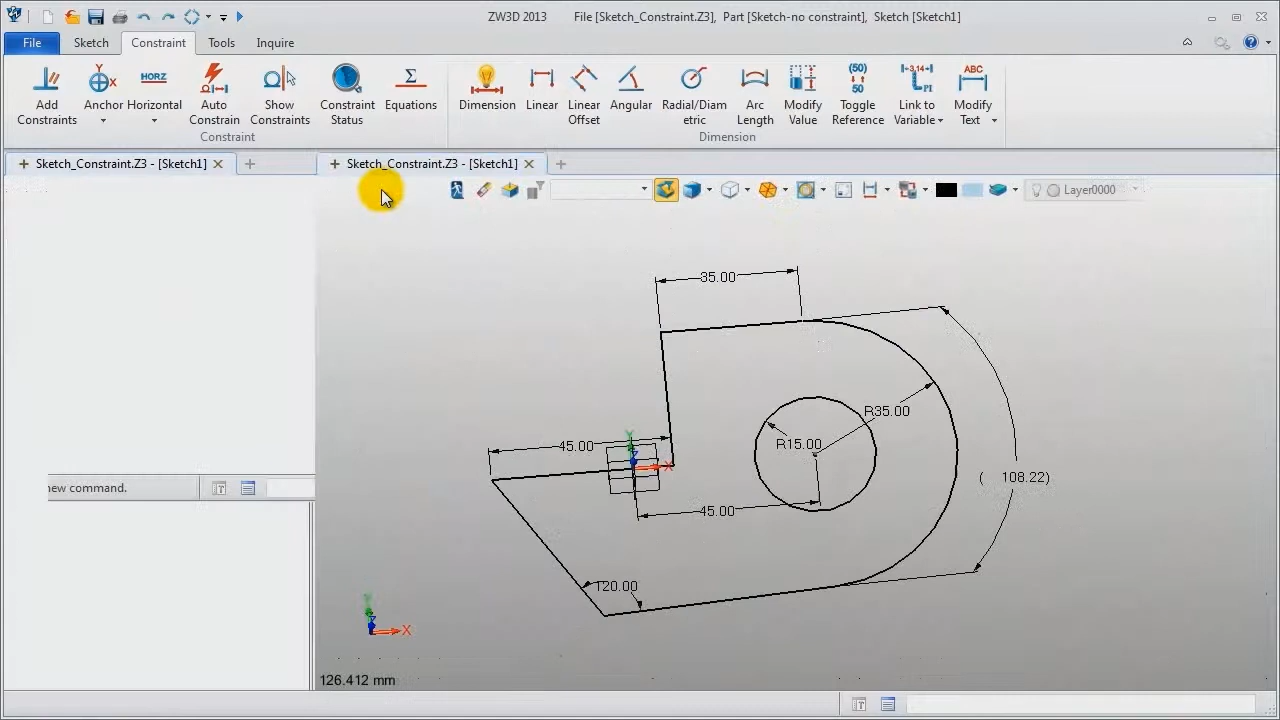 ZW3D 2013 File [Sketch_Constraint.Z3], Part [Sketch-no constraint], Sketch [Sketch1]
File Sketch Constraint Tools Inquire
Add Constraints
Anchor
HORZ Horizontal
Auto Constrain
Show Constraints
Constraint Status
Equations
Dimension
Linear
Linear Offset
Angular
Radial/Diametric
Arc Length
Modify Value
(50) 50 Toggle Reference
Link to Variable
ABC Modify Text
Constraint
Dimension
Sketch_Constraint.Z3 - [Sketch1]
Sketch_Constraint.Z3 - [Sketch1]
Layer0000
35.00
R35.00
R15.00
45.00
Y
X
( 108.22)
new command.
45.00
120.00
X
126.412 mm